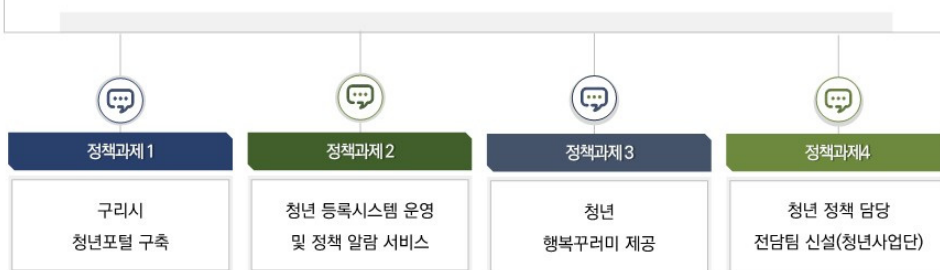 정책과제 1
정책과제 2
정책과제 3
정책과제4
구리시
청년포털 구축
청년 등록시스템 운영
및 정책 알람 서비스
청년
행복꾸러미 제공
청년 정책 담당
전담팀 신설(청년사업단)